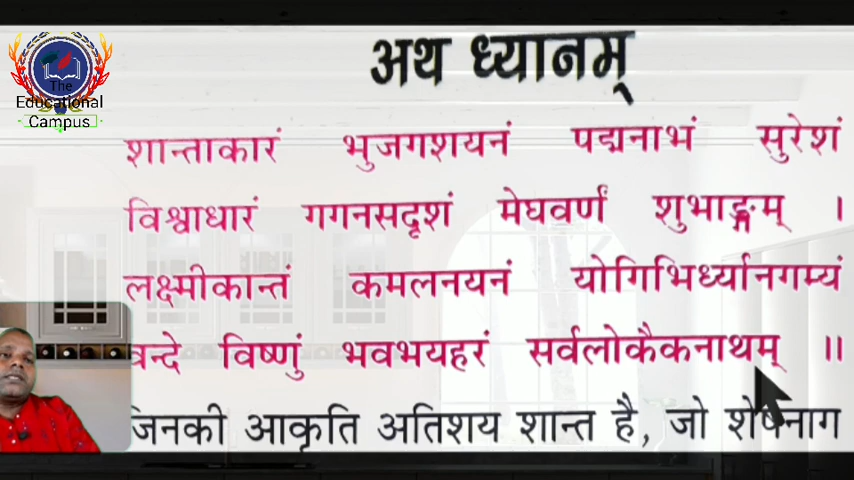 The
Educational
Campus
अथ ध्यानम्
शान्ताकारं भुजगशयनं पद्मनाभं सुरेशं
विश्वाधारं गगनसदृशं मेघवर्णं शुभाङ्गम् ।
लक्ष्मीकान्तं कमलनयनं योगिभिर्ध्यानगम्यं
वन्दे विष्णुं भवभयहरं सर्वलोकैकनाथम् ॥
जिनकी आकृति अतिशय शान्त है, जो शेषनाग